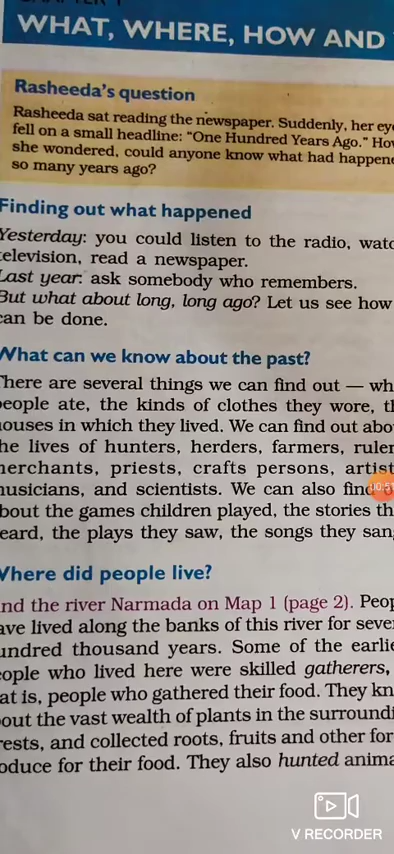 WHAT, WHERE, HOW AND
Rasheeda's question
Rasheeda sat reading the newspaper. Suddenly, her eye
fell on a small headline: "One Hundred Years Ago." Ho
she wondered, could anyone know what had happene
so many years ago?
Finding out what happened
Yesterday: you could listen to the radio, watc
television, read a newspaper.
Last year: ask somebody who remembers.
But what about long, long ago? Let us see how
can be done.
What can we know about the past?
There are several things we can find out — wh
people ate, the kinds of clothes they wore, th
houses in which they lived. We can find out abo
he lives of hunters, herders, farmers, ruler
merchants, priests, crafts persons, artist
musicians, and scientists. We can also find
bout the games children played, the stories th
eard, the plays they saw, the songs they sang
Where did people live?
ind the river Narmada on Map 1 (page 2). Peop
ave lived along the banks of this river for seve
undred thousand years. Some of the earlie
eople who lived here were skilled gatherers,
at is, people who gathered their food. They kn
out the vast wealth of plants in the surroundi
rests, and collected roots, fruits and other for
oduce for their food. They also hunted anima
V RECORDER